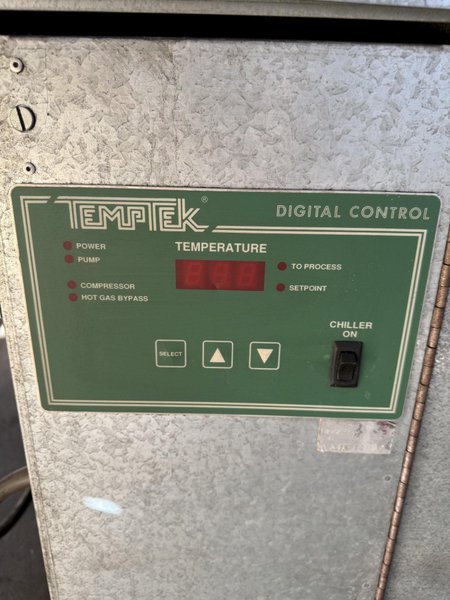 TEMPTEK®
DIGITAL CONTROL
POWER
PUMP
COMPRESSOR
HOT GAS BYPASS
TEMPERATURE
TO PROCESS
SETPOINT
SELECT
CHILLER
ON